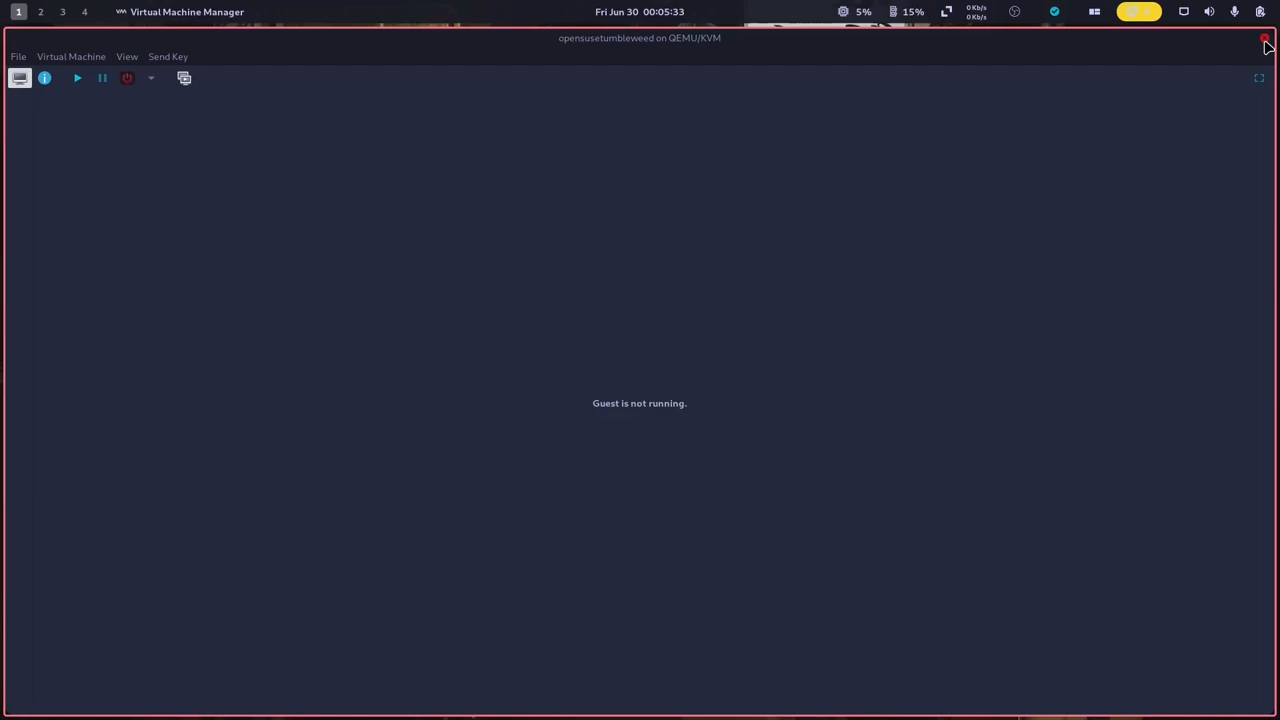 1 2 3 4 Virtual Machine Manager Fri Jun 30 00:05:33 5% 15% 0 Kb/s
0 Kb/s
opensusetumbleweed on QEMU/KVM
File Virtual Machine View Send Key
Guest is not running.